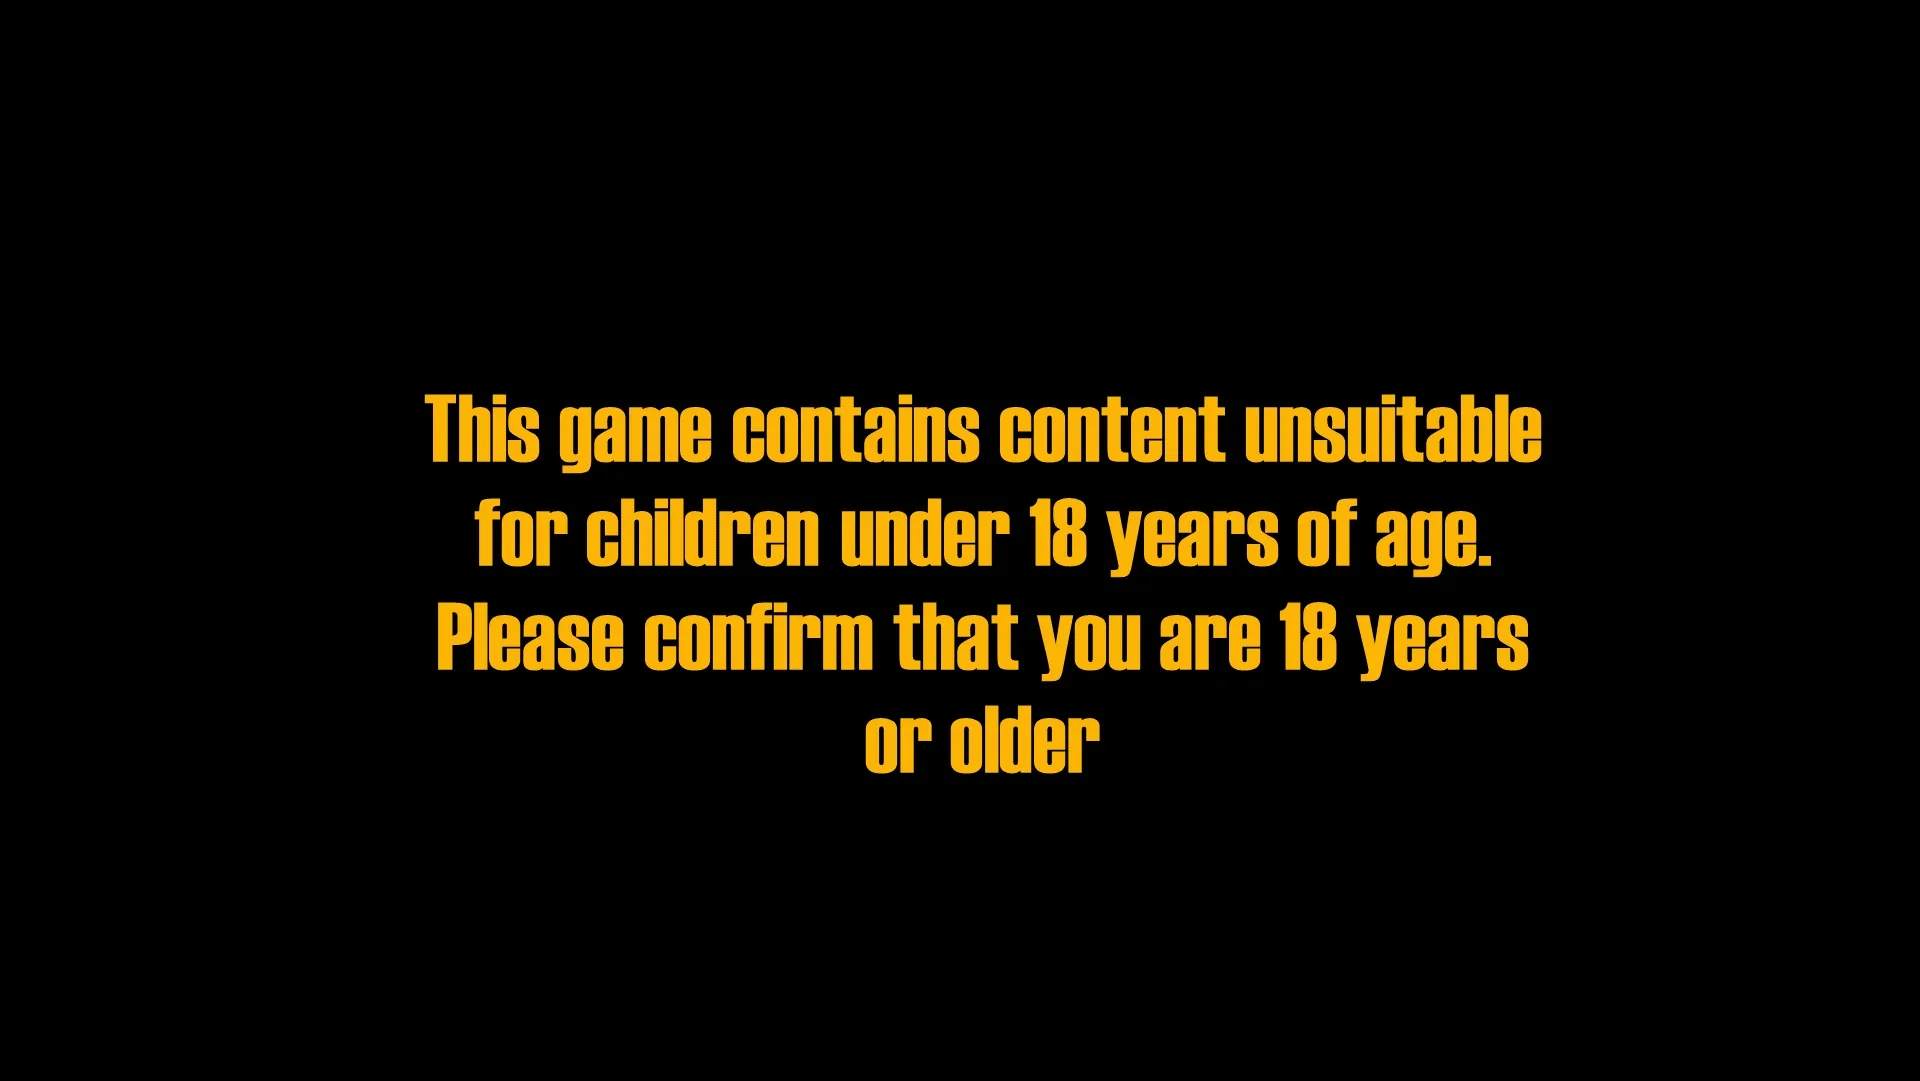 This game contains content unsuitable
for children under 18 years of age.
Please confirm that you are 18 years
or older